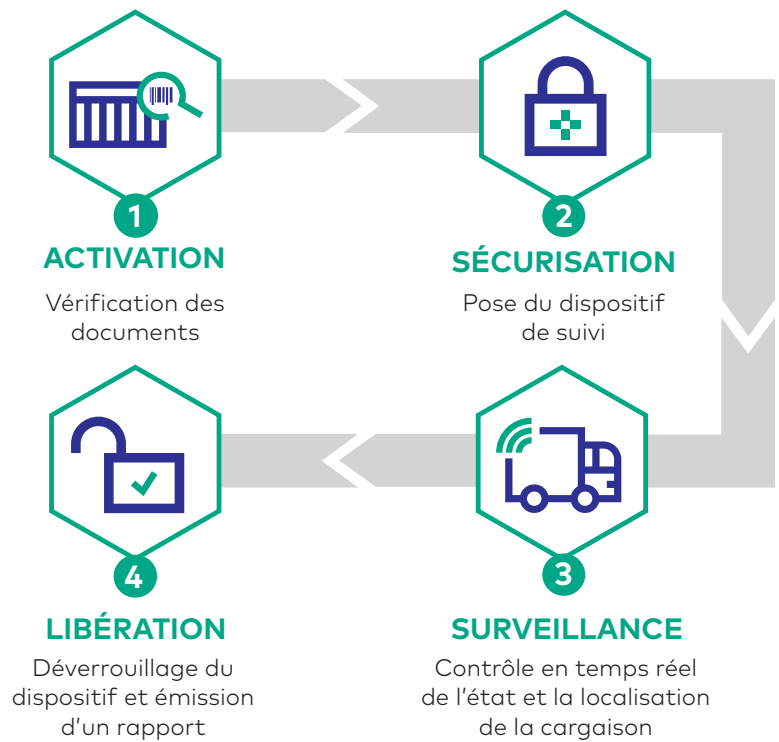 1
ACTIVATION
Vérification des
documents
2
SÉCURISATION
Pose du dispositif
de suivi
3
SURVEILLANCE
Contrôle en temps réel
de l'état et la localisation
de la cargaison
4
LIBÉRATION
Déverrouillage du
dispositif et émission
d'un rapport